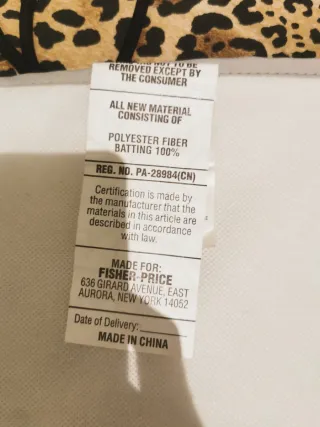 REMOVED EXCEPT BY
THE CONSUMER
ALL NEW MATERIAL
CONSISTING OF
POLYESTER FIBER
BATTING 100%
REG. NO. PA-28984(CN)
Certification is made by
the manufacturer that the
materials in this article are
described in accordance
with law.
MADE FOR:
FISHER-PRICE
636 GIRARD AVENUE, EAST
AURORA, NEW YORK 14052
Date of Delivery:
MADE IN CHINA